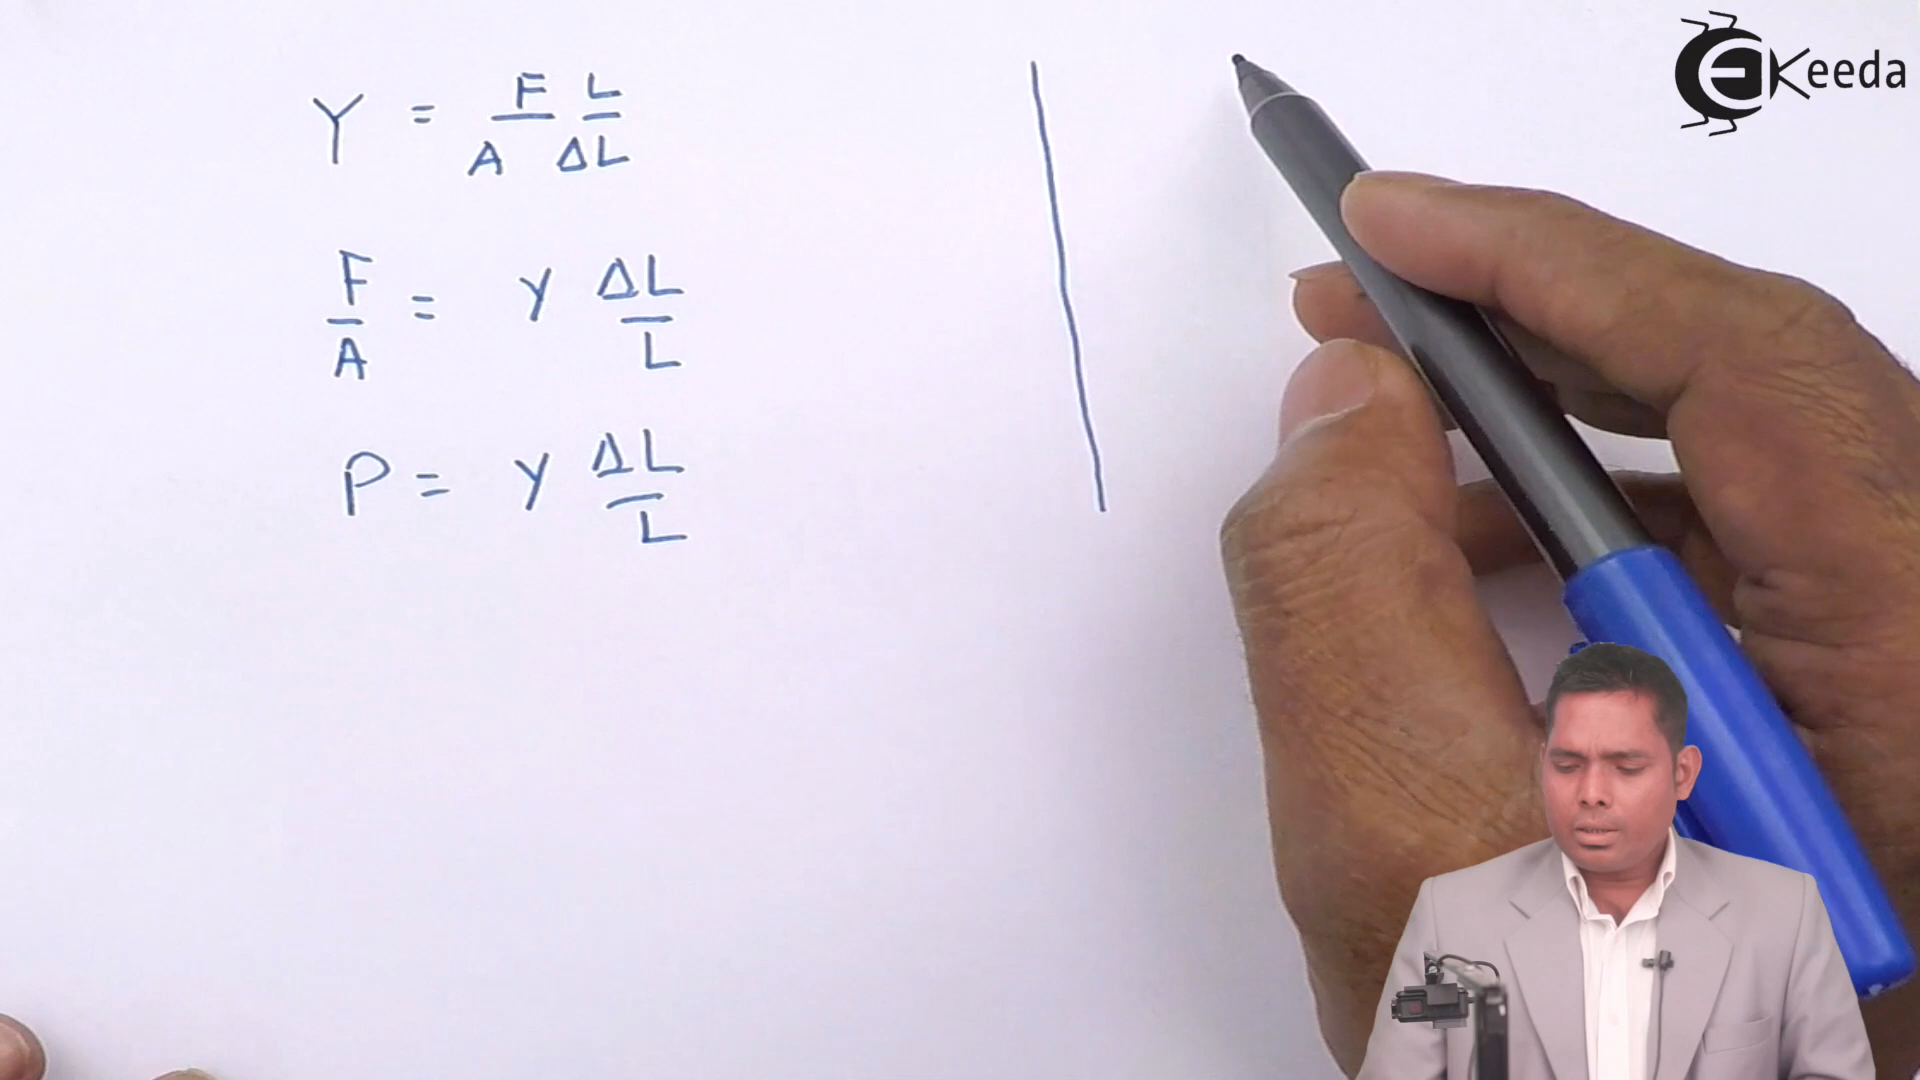 Y = F/A L/ΔL
F/A = Y ΔL/L
P = Y ΔL/L
EKeeda